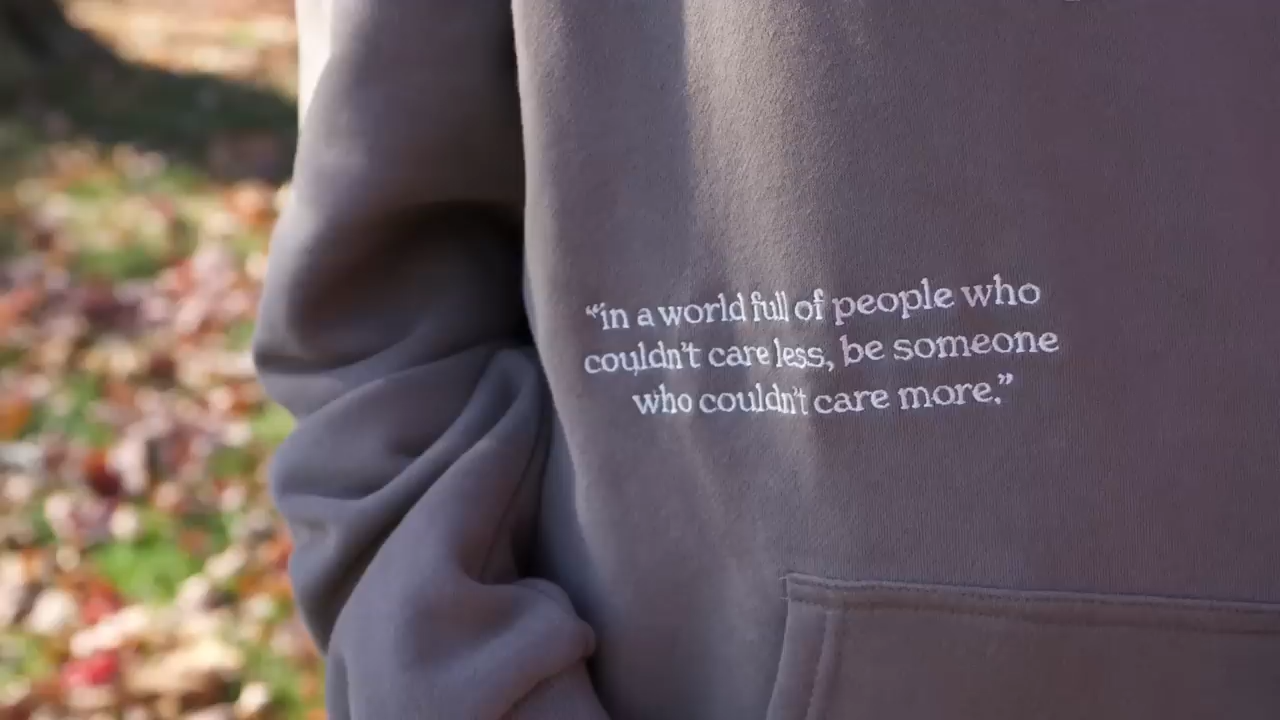 “in a world full of people who
couldn't care less, be someone
who couldn't care more.”